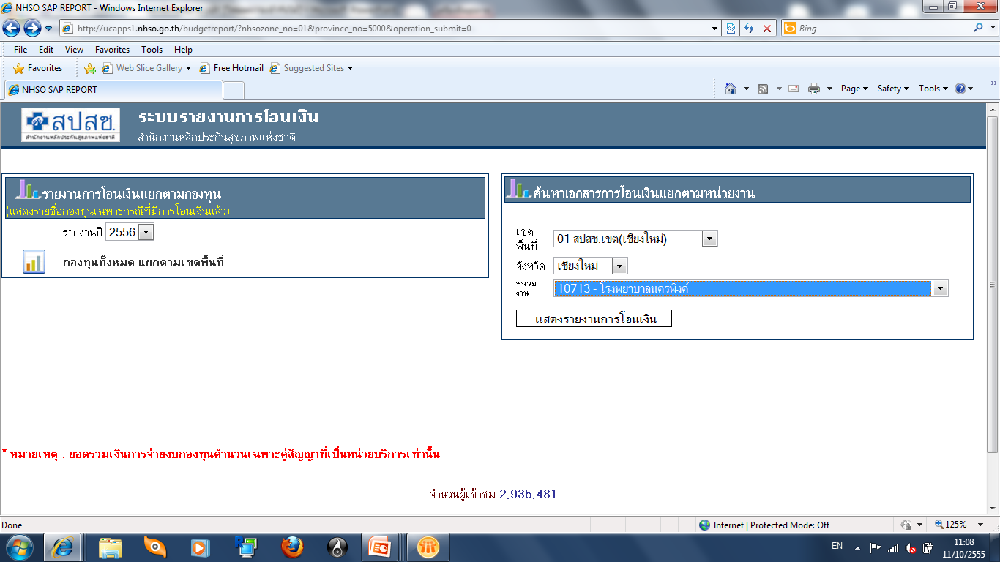 NHSO SAP REPORT - Windows Internet Explorer
http://ucapps1.nhso.go.th/budgetreport/?nhsozone_no=01&province_no=5000&operation_submit=0
Bing
File Edit View Favorites Tools Help
Favorites Web Slice Gallery Free Hotmail Suggested Sites
NHSO SAP REPORT
Page Safety Tools
สปสช.
สำนักงานหลักประกันสุขภาพแห่งชาติ
ระบบรายงานการโอนเงิน
สำนักงานหลักประกันสุขภาพแห่งชาติ
รายงานการโอนเงินแยกตามกองทุน
(แสดงรายชื่อกองทุนเฉพาะกรณีที่มีการโอนเงินแล้ว)
รายงานปี 2556
กองทุนทั้งหมด แยกตามเขตพื้นที่
ค้นหาเอกสารการโอนเงินแยกตามหน่วยงาน
เขต
พื้นที่
01 สปสช.เขต(เชียงใหม่)
จังหวัด เชียงใหม่
หน่วย
งาน
10713 - โรงพยาบาลนครพิงค์
แสดงรายงานการโอนเงิน
* หมายเหตุ : ยอดรวมเงินการจ่ายงบกองทุนคำนวนเฉพาะคู่สัญญาที่เป็นหน่วยบริการเท่านั้น
จำนวนผู้เข้าชม 2,935,481
Done
Internet | Protected Mode: Off
125%
EN
11:08
11/10/2555